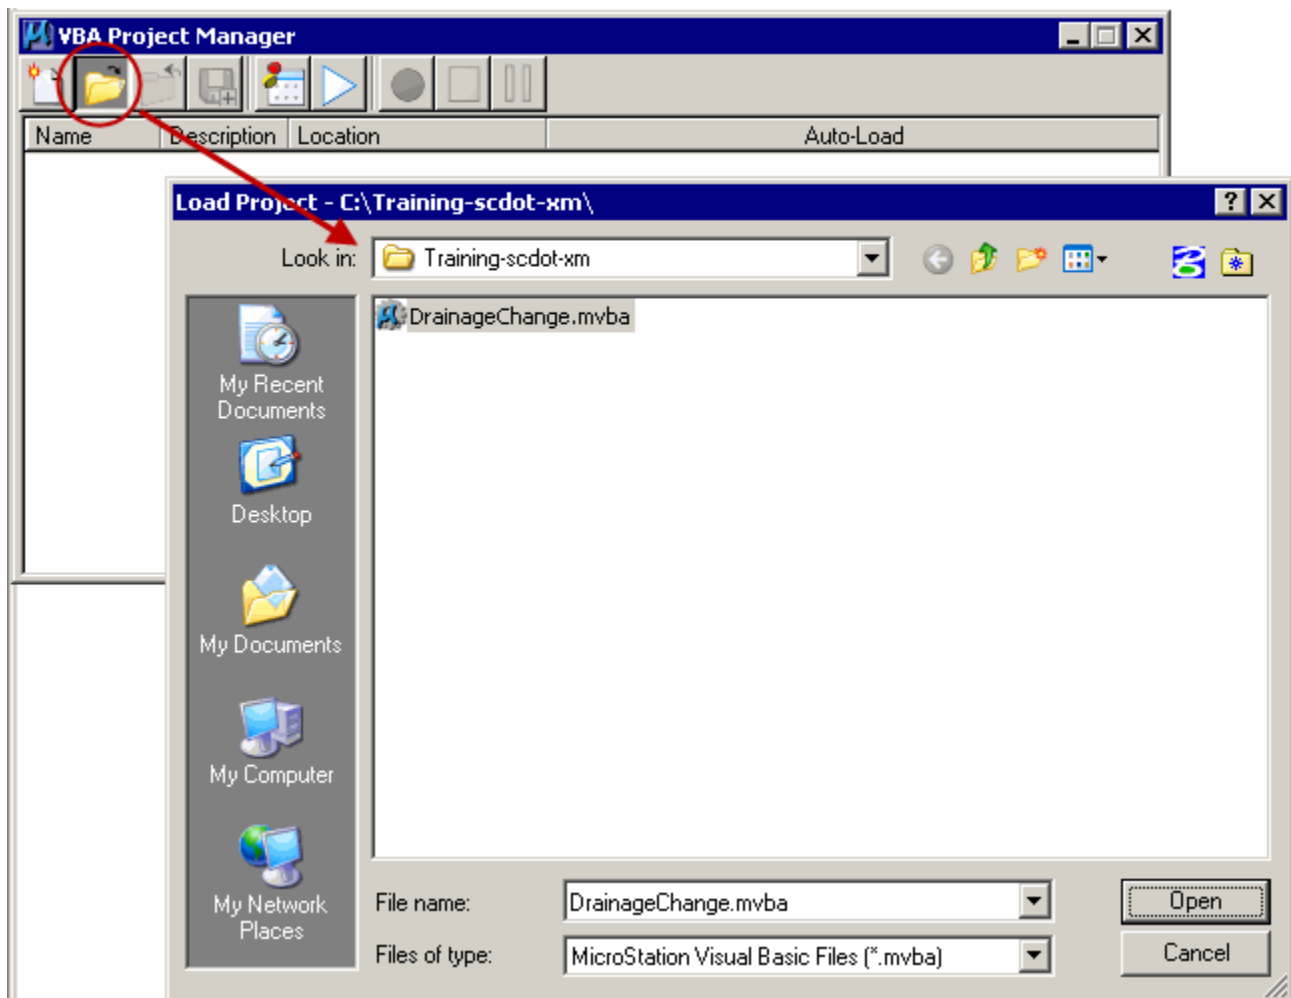 VBA Project Manager
Name Description Location Auto-Load
Load Project - C:\Training-scdot-xm\
Look in: Training-scdot-xm
DrainageChange.mvba
My Recent
Documents
Desktop
My Documents
My Computer
My Network
Places
File name: DrainageChange.mvba Open
Files of type: MicroStation Visual Basic Files (*.mvba) Cancel